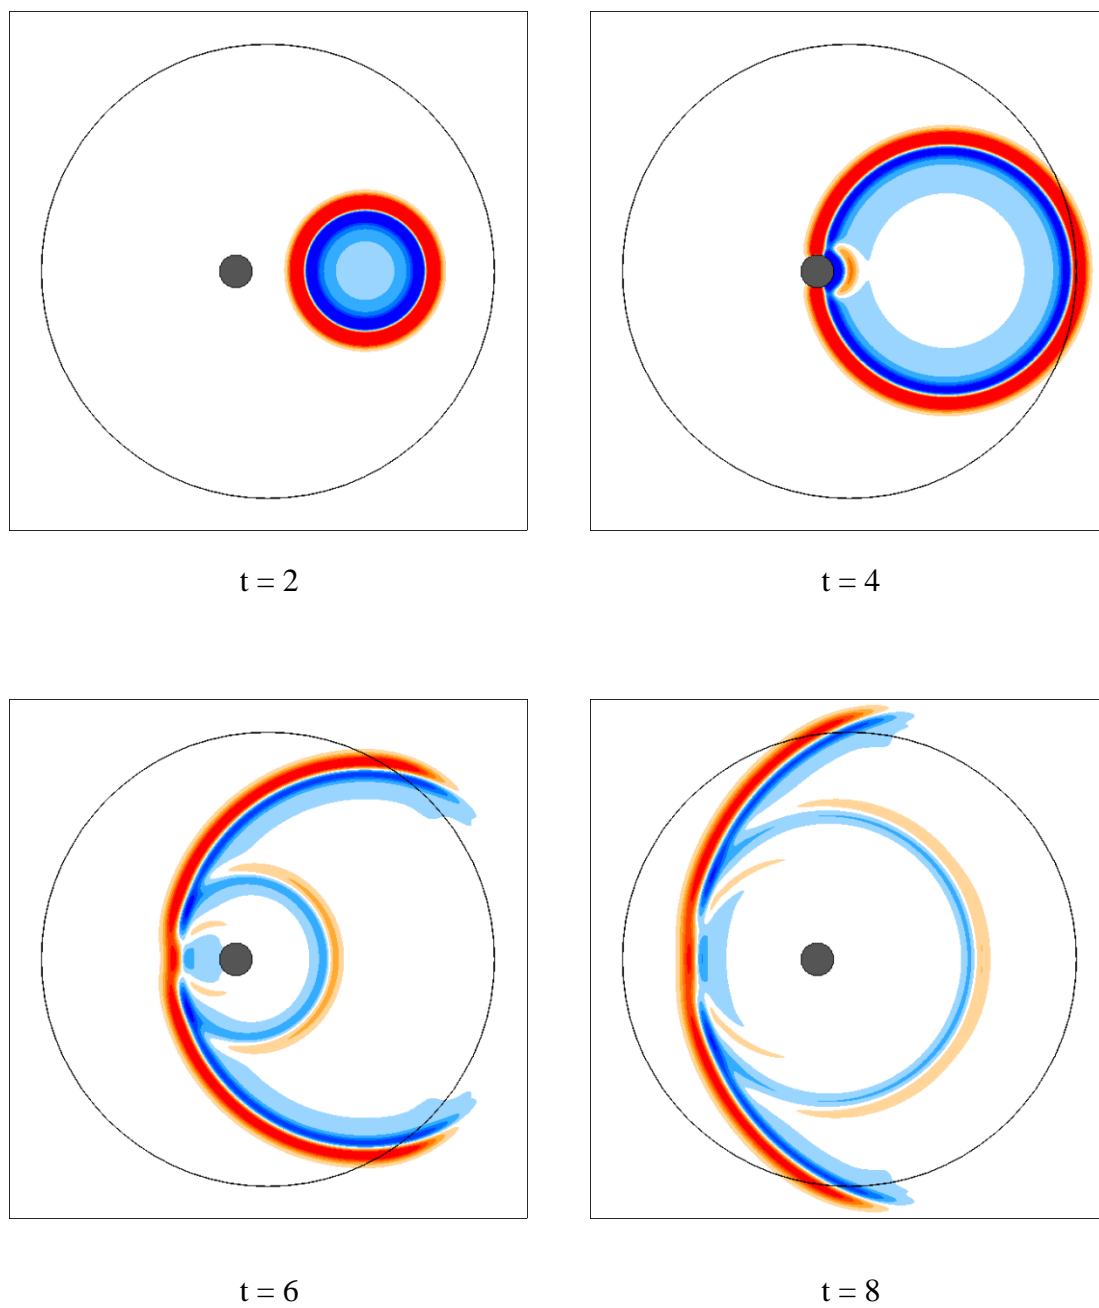 t = 2
t = 4
t = 6
t = 8